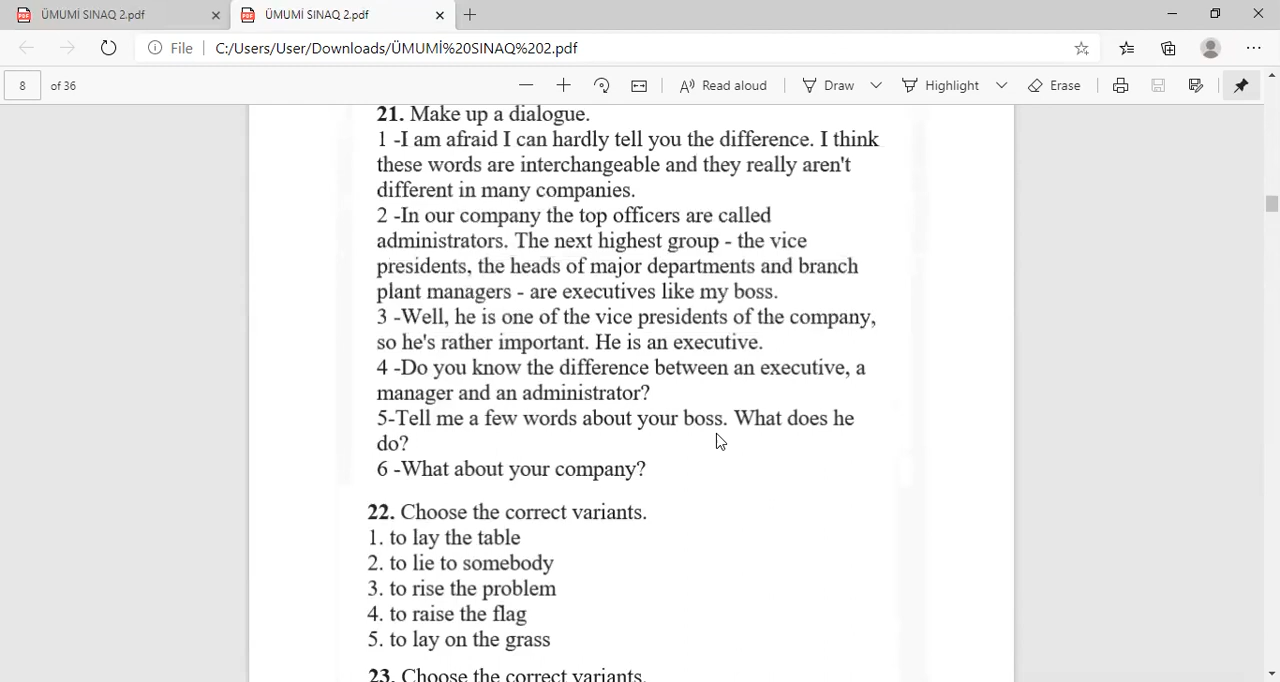 ÜMUMİ SINAQ 2.pdf
ÜMUMİ SINAQ 2.pdf
File
C:/Users/User/Downloads/ÜMUMİ%20SINAQ%202.pdf
8 of 36
Read aloud
Draw
Highlight
Erase
21. Make up a dialogue.
1 -I am afraid I can hardly tell you the difference. I think
these words are interchangeable and they really aren't
different in many companies.
2 -In our company the top officers are called
administrators. The next highest group - the vice
presidents, the heads of major departments and branch
plant managers - are executives like my boss.
3 -Well, he is one of the vice presidents of the company,
so he's rather important. He is an executive.
4 -Do you know the difference between an executive, a
manager and an administrator?
5-Tell me a few words about your boss. What does he
do?
6 -What about your company?
22. Choose the correct variants.
1. to lay the table
2. to lie to somebody
3. to rise the problem
4. to raise the flag
5. to lay on the grass
23. Choose the correct variants.